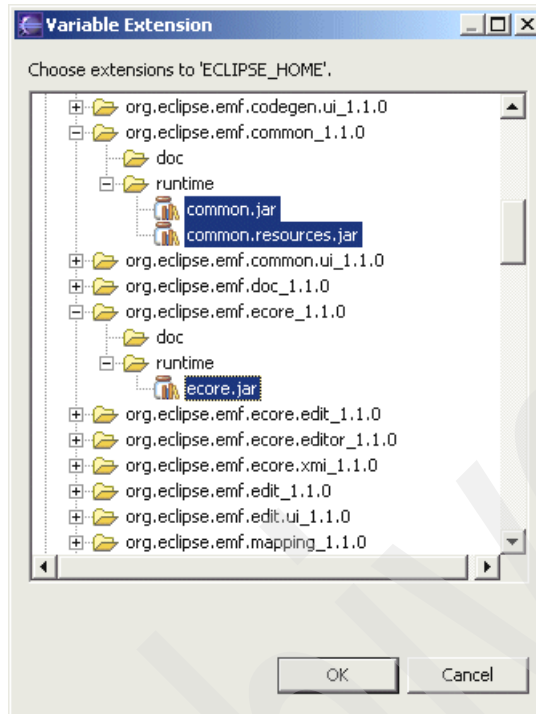 Variable Extension
Choose extensions to 'ECLIPSE_HOME'.
org.eclipse.emf.codegen.ui_1.1.0
org.eclipse.emf.common_1.1.0
doc
runtime
common.jar
common.resources.jar
org.eclipse.emf.common.ui_1.1.0
org.eclipse.emf.doc_1.1.0
org.eclipse.emf.ecore_1.1.0
doc
runtime
ecore.jar
org.eclipse.emf.ecore.edit_1.1.0
org.eclipse.emf.ecore.editor_1.1.0
org.eclipse.emf.ecore.xmi_1.1.0
org.eclipse.emf.edit_1.1.0
org.eclipse.emf.edit.ui_1.1.0
org.eclipse.emf.mapping_1.1.0
OK Cancel